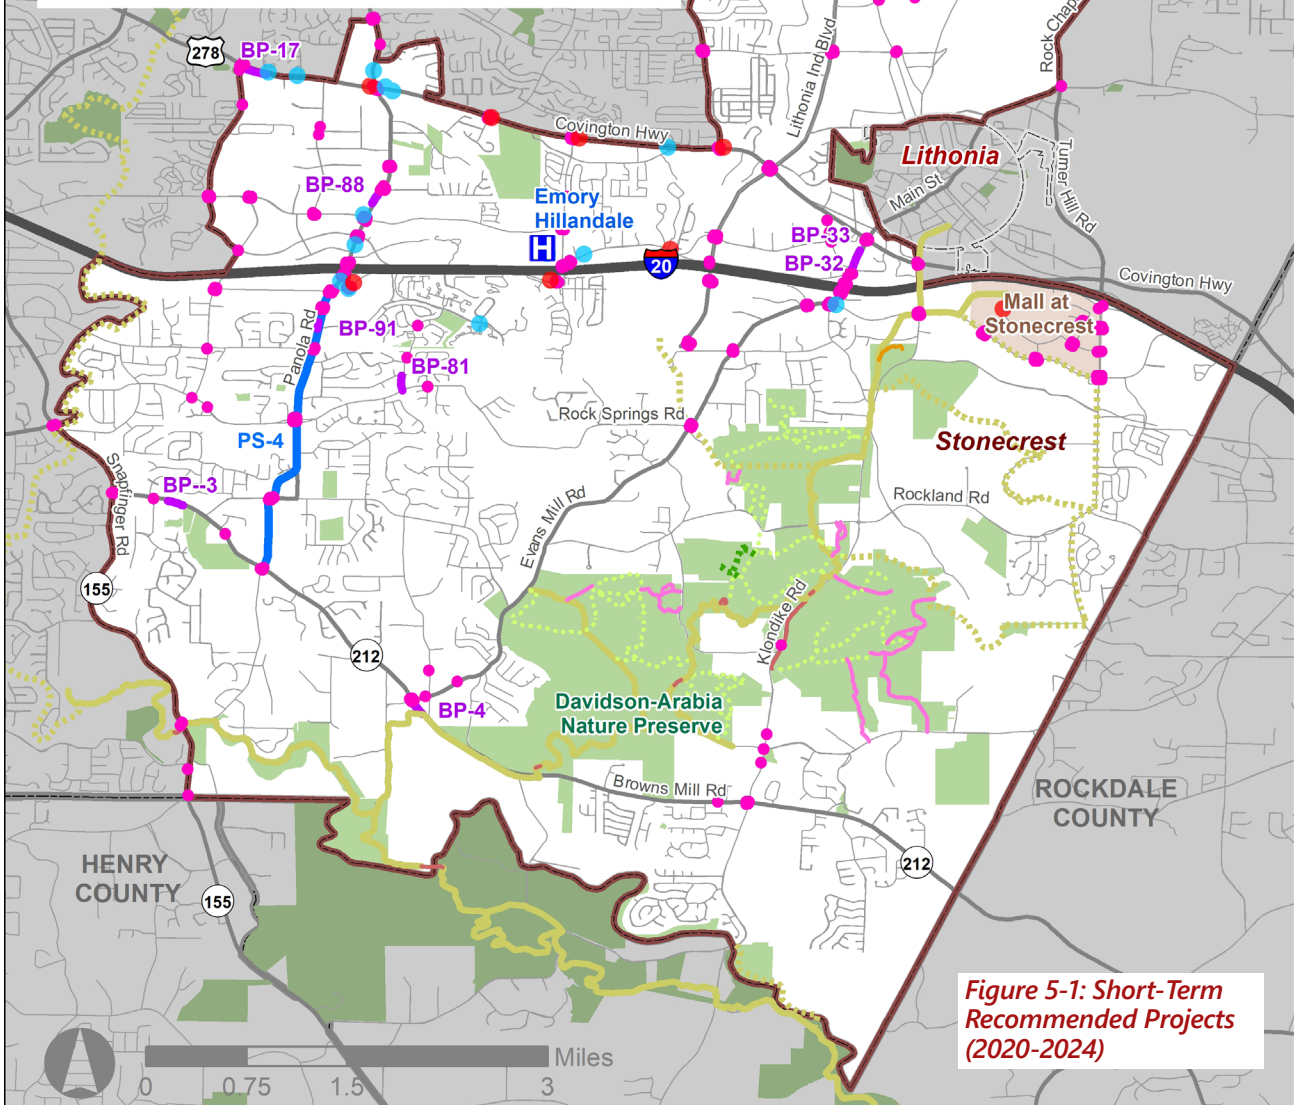 278
BP-17
Lithonia Ind Blvd
Rock Chap
Covington Hwy
Lithonia
Main St
Turner Hill Rd
BP-88
Emory
Hillandale
H
20
BP-33
BP-32
Covington Hwy
Mall at
Stonecrest
BP-91
Panola Rd
BP-81
Rock Springs Rd
PS-4
Stonecrest
Snapfinger Rd
BP--3
Rockland Rd
Evans Mill Rd
155
Klondike Rd
212
BP-4
Davidson-Arabia
Nature Preserve
Browns Mill Rd
ROCKDALE
COUNTY
HENRY
COUNTY
212
155
Figure 5-1: Short-Term
Recommended Projects
(2020-2024)
Miles
0 0.75 1.5 3